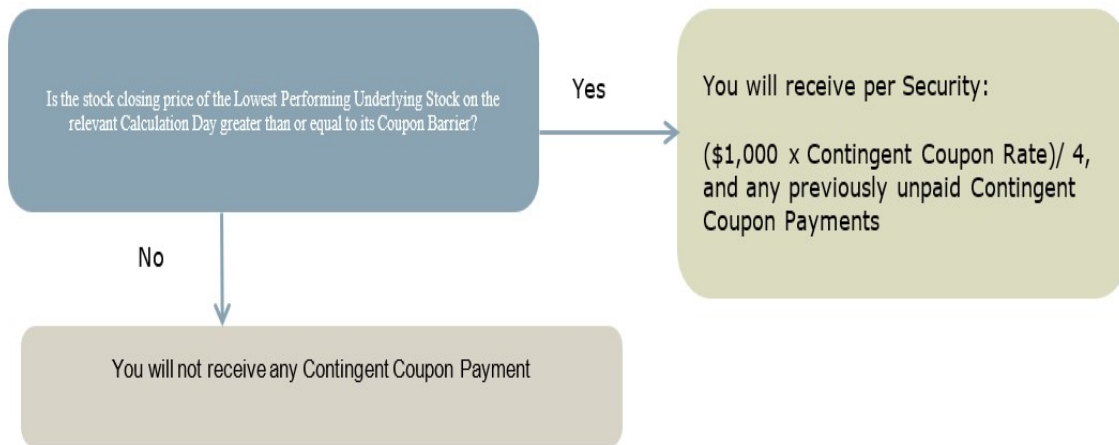 Is the stock closing price of the Lowest Performing Underlying Stock on the
relevant Calculation Day greater than or equal to its Coupon Barrier?
Yes
You will receive per Security:
($1,000 x Contingent Coupon Rate)/ 4,
and any previously unpaid Contingent
Coupon Payments
No
You will not receive any Contingent Coupon Payment